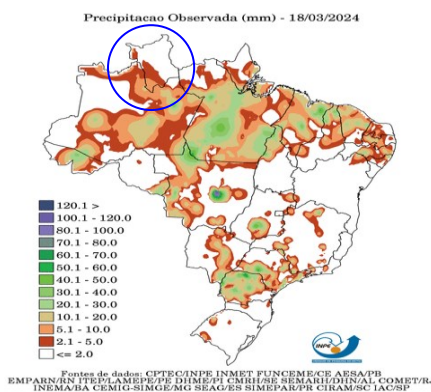 Precipitacao Observada (mm) - 18/03/2024
120.1 >
100.1 - 120.0
80.1 - 100.0
70.1 - 80.0
60.1 - 70.0
50.1 - 60.0
40.1 - 50.0
30.1 - 40.0
20.1 - 30.0
10.1 - 20.0
5.1 - 10.0
2.1 - 5.0
<= 2.0
INPE
Fontes de dados: CPTEC/INPE INMET FUNCEME/CE AESA/PB
EMPARN/RN ITEP/LAMEPE/PE DHME/PI CMRH/SE SEMARH/DHN/AL COMET/R
INEMA/BA CEMIG-SIMGE/MG SEAG/ES SIMEPAR/PR CIRAM/SC IAC/SP